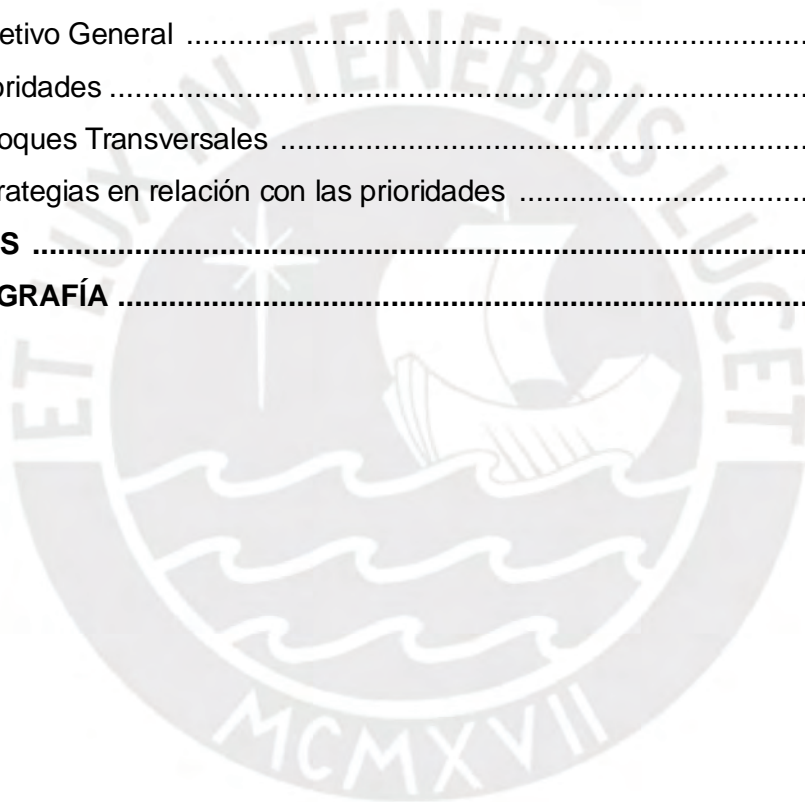 etivo General ........................................................................
oridades ........................................................................
oques Transversales ........................................................................
rategias en relación con las prioridades ........................................................................
S ........................................................................
GRAFÍA ........................................................................
ET LUX IN TENEBRIS LUCET
MCMXVII